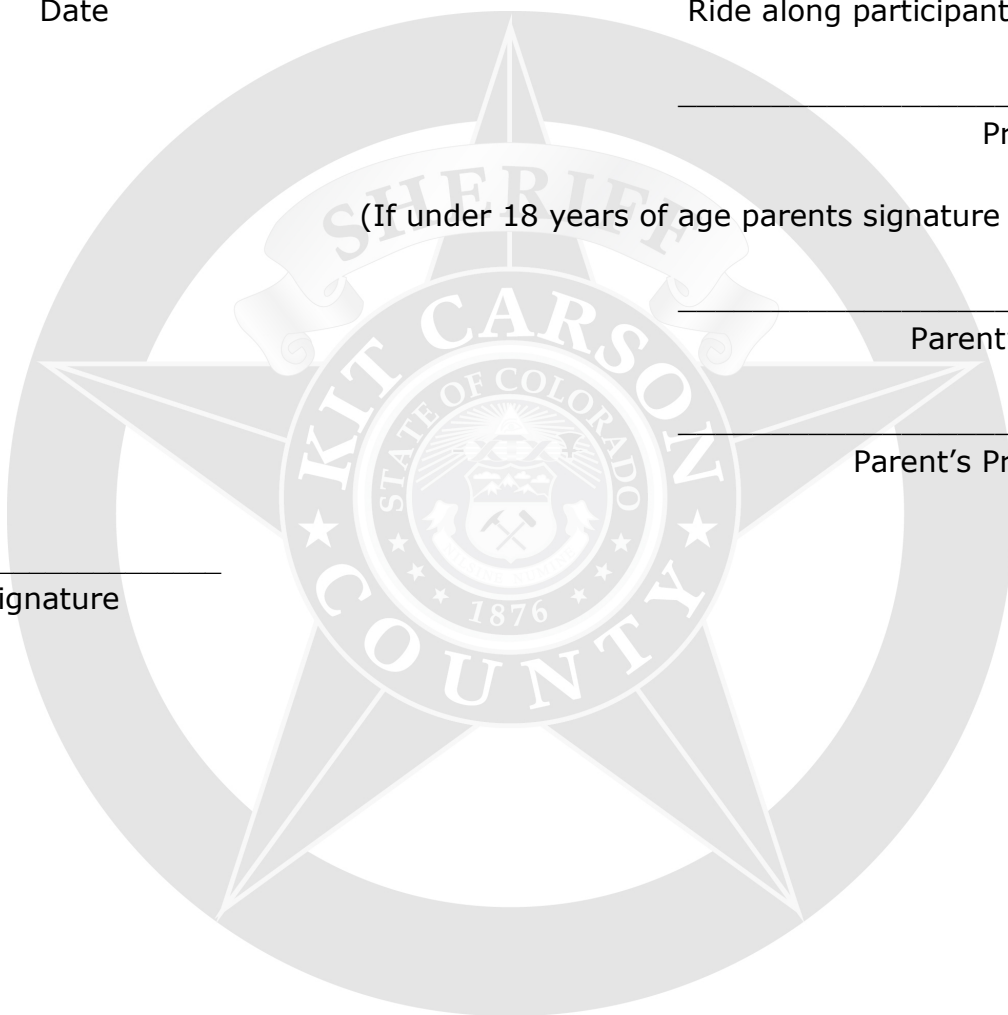 Date Ride along participant
Pr
(If under 18 years of age parents signature
Parent
Parent’s Pr
ignature
SHERIFF
KIT CARSON
COUNTY
STATE OF COLORADO
1876